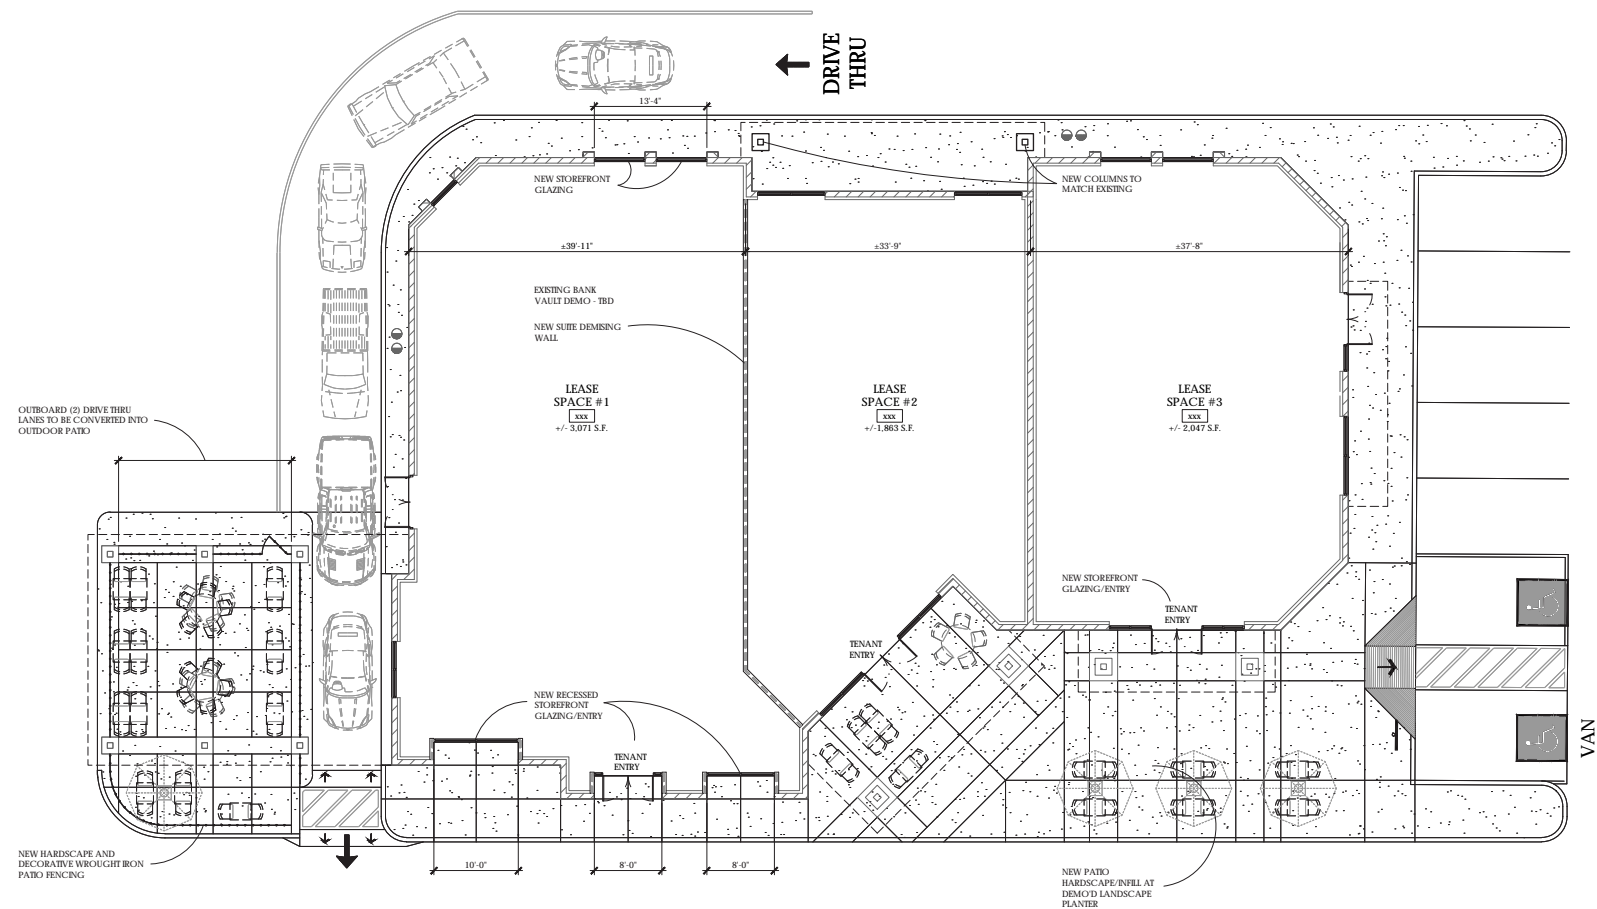 DRIVE
THRU
13'-4"
NEW STOREFRONT
GLAZING
NEW COLUMNS TO
MATCH EXISTING
±39'-11"
±33'-9"
±37'-8"
EXISTING BANK
VAULT DEMO - TBD
NEW SUITE DEMISING
WALL
LEASE
SPACE #1
xxx
+/- 3,071 S.F.
LEASE
SPACE #2
xxx
+/-1,863 S.F.
LEASE
SPACE #3
xxx
+/- 2,047 S.F.
OUTBOARD (2) DRIVE THRU
LANES TO BE CONVERTED INTO
OUTDOOR PATIO
NEW STOREFRONT
GLAZING/ENTRY
TENANT
ENTRY
TENANT
ENTRY
NEW RECESSED
STOREFRONT
GLAZING/ENTRY
TENANT
ENTRY
VAN
NEW HARDSCAPE AND
DECORATIVE WROUGHT IRON
PATIO FENCING
10'-0"
8'-0"
8'-0"
NEW PATIO
HARDSCAPE/INFILL AT
DEMO'D LANDSCAPE
PLANTER